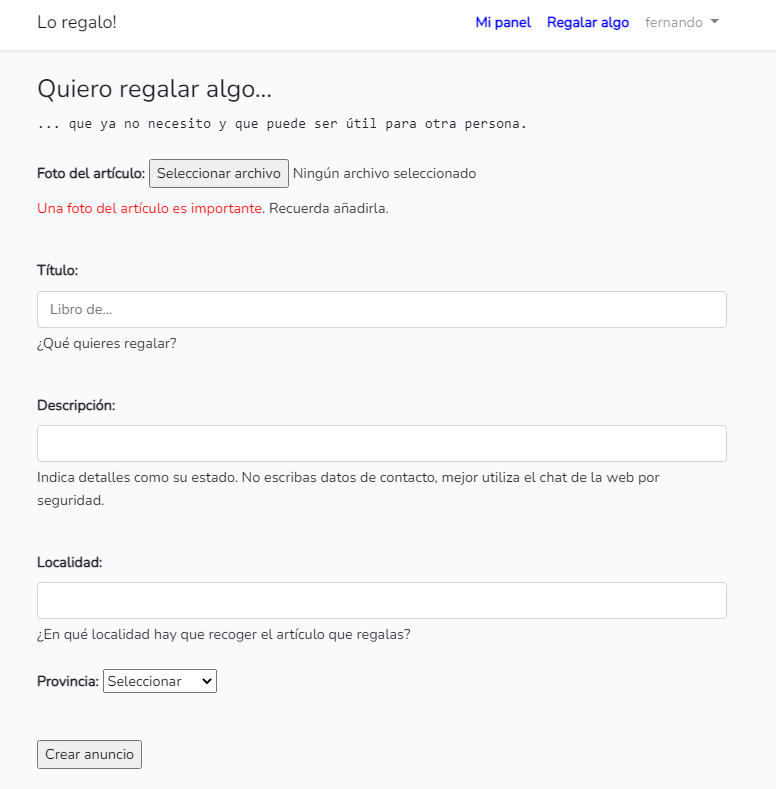 Lo regalo! Mi panel Regalar algo fernando
Quiero regalar algo...
... que ya no necesito y que puede ser útil para otra persona.
Foto del artículo: Seleccionar archivo Ningún archivo seleccionado
Una foto del artículo es importante. Recuerda añadirla.
Título:
Libro de...
¿Qué quieres regalar?
Descripción:
Indica detalles como su estado. No escribas datos de contacto, mejor utiliza el chat de la web por
seguridad.
Localidad:
¿En qué localidad hay que recoger el artículo que regalas?
Provincia: Seleccionar
Crear anuncio